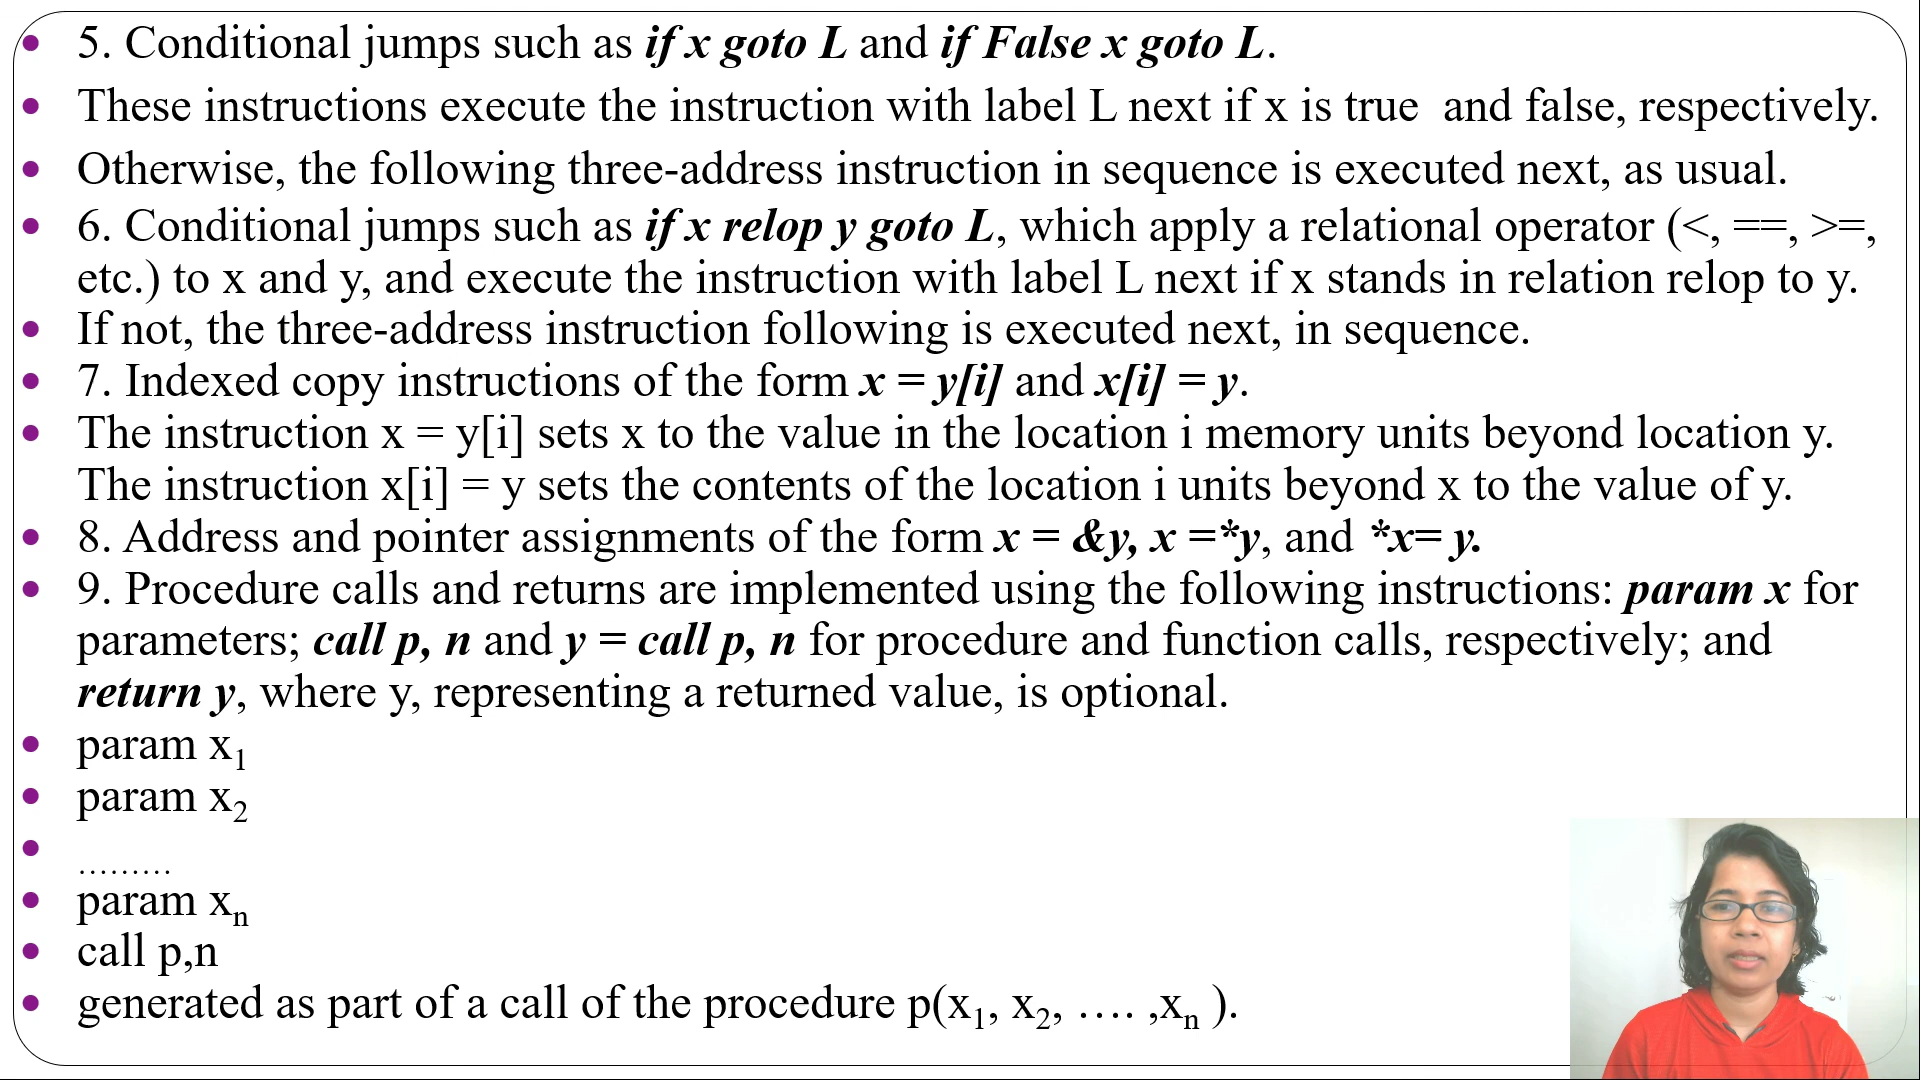 • 5. Conditional jumps such as if x goto L and if False x goto L.
• These instructions execute the instruction with label L next if x is true  and false, respectively.
• Otherwise, the following three-address instruction in sequence is executed next, as usual.
• 6. Conditional jumps such as if x relop y goto L, which apply a relational operator (<, ==, >=,
etc.) to x and y, and execute the instruction with label L next if x stands in relation relop to y.
• If not, the three-address instruction following is executed next, in sequence.
• 7. Indexed copy instructions of the form x = y[i] and x[i] = y.
• The instruction x = y[i] sets x to the value in the location i memory units beyond location y.
The instruction x[i] = y sets the contents of the location i units beyond x to the value of y.
• 8. Address and pointer assignments of the form x = &y, x =*y, and *x= y.
• 9. Procedure calls and returns are implemented using the following instructions: param x for
parameters; call p, n and y = call p, n for procedure and function calls, respectively; and
return y, where y, representing a returned value, is optional.
• param x₁
• param x₂
• ………
• param xₙ
• call p,n
• generated as part of a call of the procedure p(x₁, x₂, …. ,xₙ ).